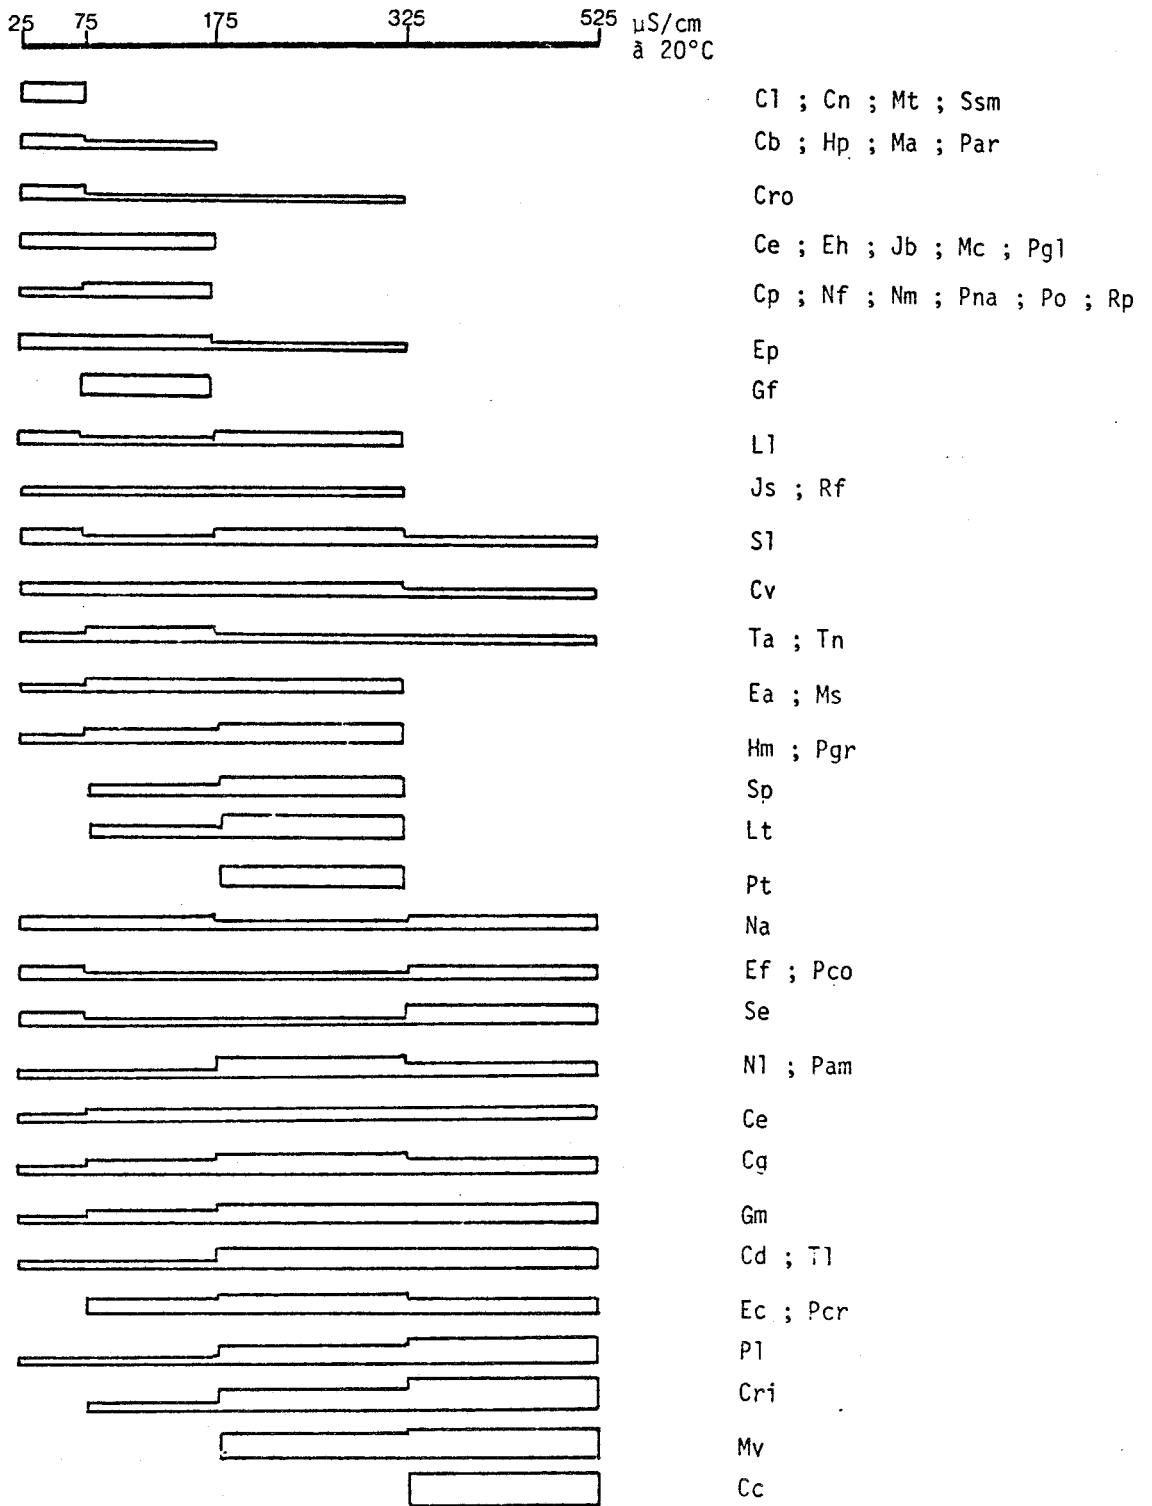 25 75 175 325 525 µS/cm
à 20°C
Cl ; Cn ; Mt ; Ssm
Cb ; Hp ; Ma ; Par
Cro
Ce ; Eh ; Jb ; Mc ; Pgl
Cp ; Nf ; Nm ; Pna ; Po ; Rp
Ep
Gf
Ll
Js ; Rf
Sl
Cv
Ta ; Tn
Ea ; Ms
Hm ; Pgr
Sp
Lt
Pt
Na
Ef ; Pco
Se
Nl ; Pam
Ce
Cg
Gm
Cd ; Tl
Ec ; Pcr
Pl
Cri
Mv
Cc